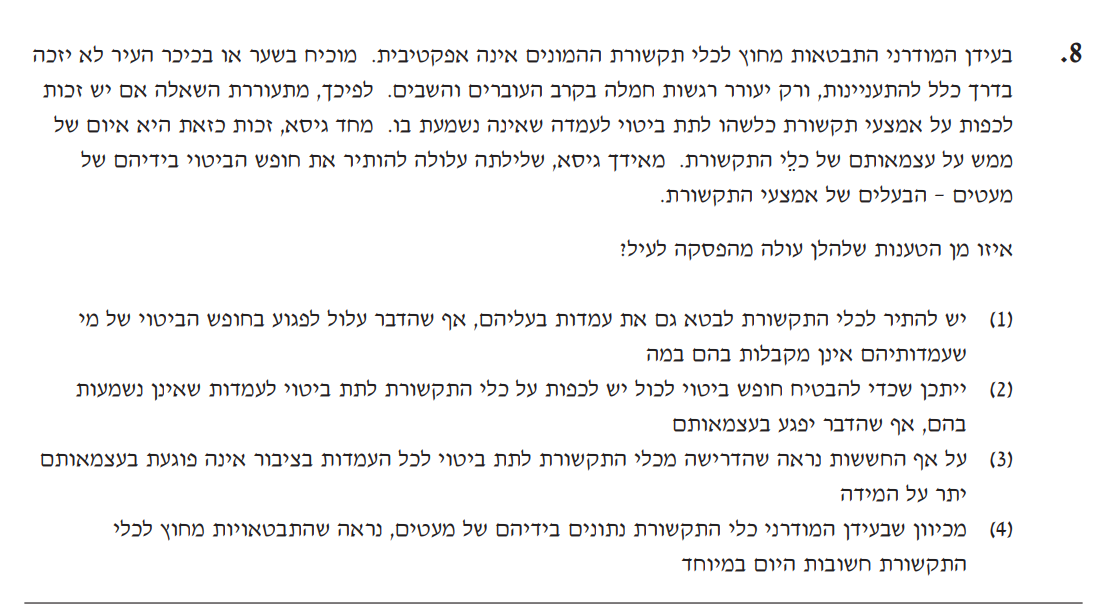 8. בעידן המודרני התבטאות מחוץ לכלי תקשורת ההמונים אינה אפקטיבית. מוכיח בשער או בכיכר העיר לא יזכה
בדרך כלל להתעניינות, ורק יעורר רגשות חמלה בקרב העוברים והשבים. לפיכך, מתעוררת השאלה אם יש זכות
לכפות על אמצעי תקשורת כלשהו לתת ביטוי לעמדה שאינה נשמעת בו. מחד גיסא, זכות כזאת היא איום של
ממש על עצמאותם של כלֵי התקשורת. מאידך גיסא, שלילתה עלולה להותיר את חופש הביטוי בידיהם של
מעטים – הבעלים של אמצעי התקשורת.
איזו מן הטענות שלהלן עולה מהפסקה לעיל?
(1) יש להתיר לכלי התקשורת לבטא גם את עמדות בעליהם, אף שהדבר עלול לפגוע בחופש הביטוי של מי
שעמדותיהם אינן מקבלות בהם במה
(2) ייתכן שכדי להבטיח חופש ביטוי לכול יש לכפות על כלי התקשורת לתת ביטוי לעמדות שאינן נשמעות
בהם, אף שהדבר יפגע בעצמאותם
(3) על אף החששות נראה שהדרישה מכלי התקשורת לתת ביטוי לכל העמדות בציבור אינה פוגעת בעצמאותם
יתר על המידה
(4) מכיוון שבעידן המודרני כלי התקשורת נתונים בידיהם של מעטים, נראה שהתבטאויות מחוץ לכלי
התקשורת חשובות היום במיוחד